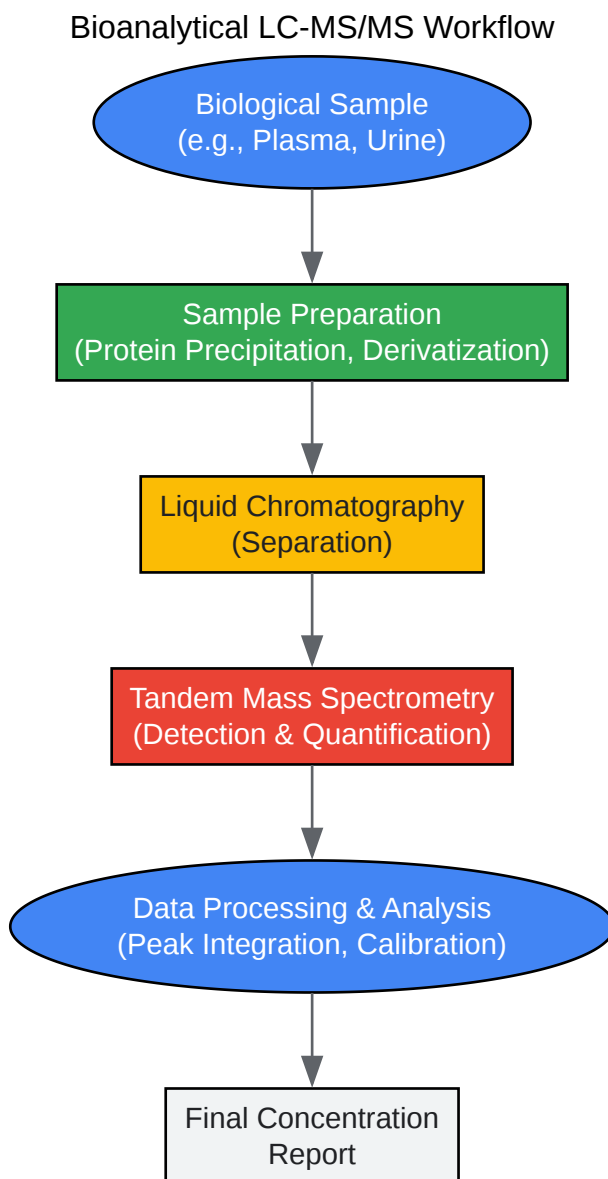 Bioanalytical LC-MS/MS Workflow
Biological Sample
(e.g., Plasma, Urine)
Sample Preparation
(Protein Precipitation, Derivatization)
Liquid Chromatography
(Separation)
Tandem Mass Spectrometry
(Detection & Quantification)
Data Processing & Analysis
(Peak Integration, Calibration)
Final Concentration
Report